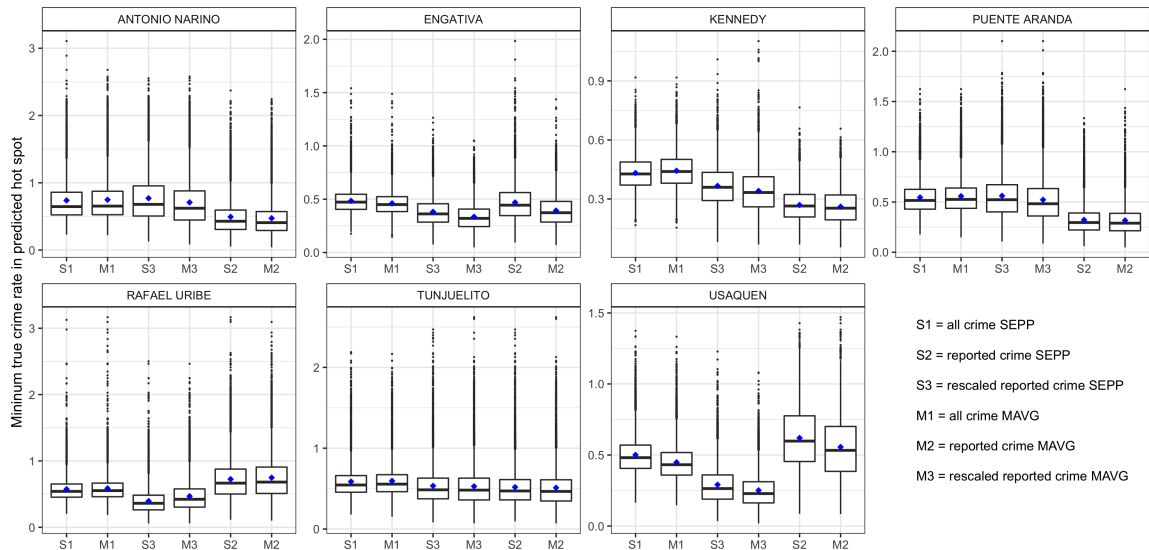 ANTONIO NARINO
ENGATIVA
KENNEDY
PUENTE ARANDA
Mininum true crime rate in predicted hot spot
3
2
1
0
2.0
1.5
1.0
0.5
0.0
0.9
0.6
0.3
2.0
1.5
1.0
0.5
0.0
S1 M1 S3 M3 S2 M2
S1 M1 S3 M3 S2 M2
S1 M1 S3 M3 S2 M2
S1 M1 S3 M3 S2 M2
RAFAEL URIBE
TUNJUELITO
USAQUEN
3
2
1
0
2
1
0
1.5
1.0
0.5
0.0
S1 M1 S3 M3 S2 M2
S1 M1 S3 M3 S2 M2
S1 M1 S3 M3 S2 M2
S1 = all crime SEPP
S2 = reported crime SEPP
S3 = rescaled reported crime SEPP
M1 = all crime MAVG
M2 = reported crime MAVG
M3 = rescaled reported crime MAVG